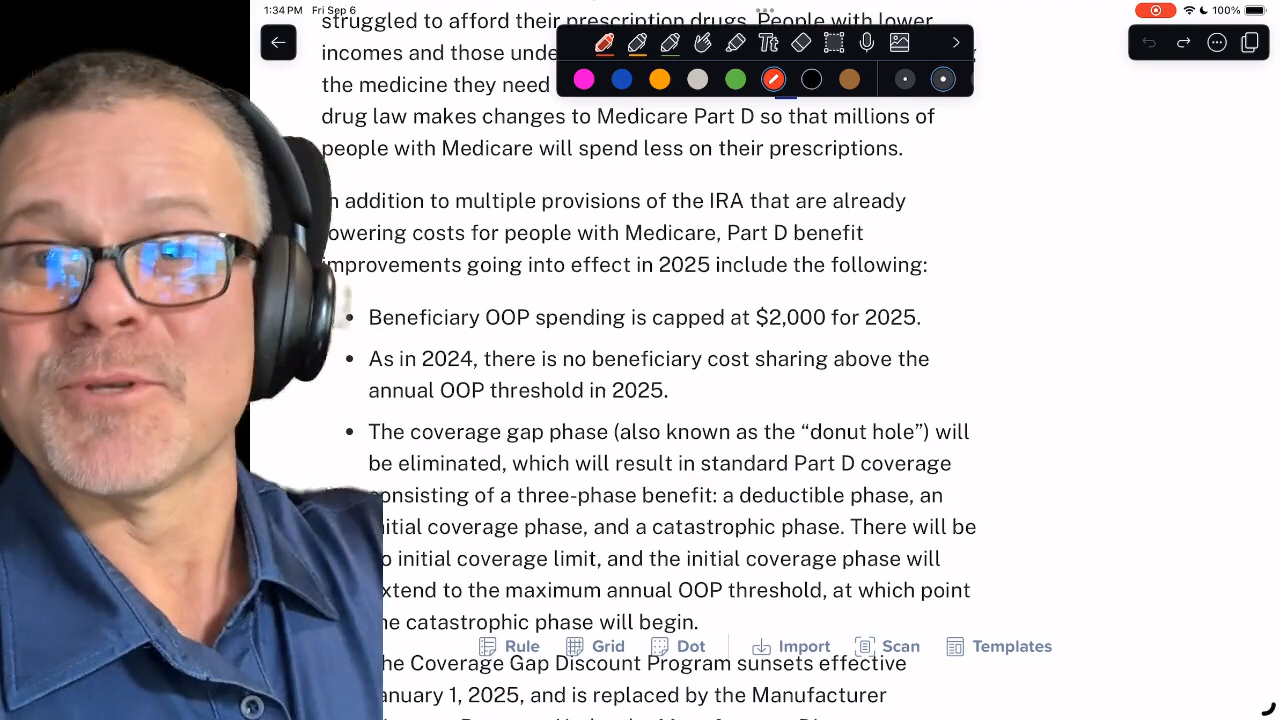 1:34 PM Fri Sep 6
100%
struggled to afford their prescription drugs. People with lower
incomes and those unde
the medicine they need
Tt
drug law makes changes to Medicare Part D so that millions of
people with Medicare will spend less on their prescriptions.
n addition to multiple provisions of the IRA that are already
owering costs for people with Medicare, Part D benefit
mprovements going into effect in 2025 include the following:
• Beneficiary OOP spending is capped at $2,000 for 2025.
• As in 2024, there is no beneficiary cost sharing above the
annual OOP threshold in 2025.
• The coverage gap phase (also known as the “donut hole”) will
be eliminated, which will result in standard Part D coverage
onsisting of a three-phase benefit: a deductible phase, an
itial coverage phase, and a catastrophic phase. There will be
o initial coverage limit, and the initial coverage phase will
xtend to the maximum annual OOP threshold, at which point
he catastrophic phase will begin.
Rule Grid Dot Import Scan Templates
he Coverage Gap Discount Program sunsets effective
anuary 1, 2025, and is replaced by the Manufacturer